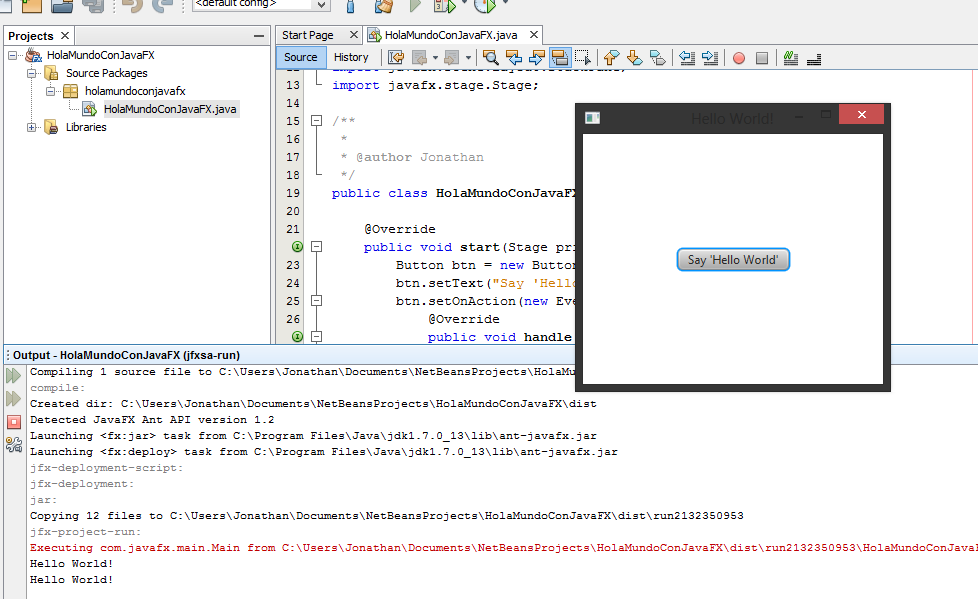 <default config>
Projects
Start Page
HolaMundoConJavaFX.java
HolaMundoConJavaFX
Source Packages
holamundoconjavafx
HolaMundoConJavaFX.java
Libraries
Source
History
13 import javafx.stage.Stage;
14
15 /**
16 *
17 * @author Jonathan
18 */
19 public class HolaMundoConJavaFX
20
21 @Override
public void start(Stage pri
23 Button btn = new Button
24 btn.setText("Say 'Hello
25 btn.setOnAction(new Eve
26 @Override
public void handle
Hello World!
Say 'Hello World'
Output - HolaMundoConJavaFX (jfxsa-run)
Compiling 1 source file to C:\Users\Jonathan\Documents\NetBeansProjects\HolaMu
compile:
Created dir: C:\Users\Jonathan\Documents\NetBeansProjects\HolaMundoConJavaFX\dist
Detected JavaFX Ant API version 1.2
Launching <fx:jar> task from C:\Program Files\Java\jdk1.7.0_13\lib\ant-javafx.jar
Launching <fx:deploy> task from C:\Program Files\Java\jdk1.7.0_13\lib\ant-javafx.jar
jfx-deployment-script:
jfx-deployment:
jar:
Copying 12 files to C:\Users\Jonathan\Documents\NetBeansProjects\HolaMundoConJavaFX\dist\run2132350953
jfx-project-run:
Executing com.javafx.main.Main from C:\Users\Jonathan\Documents\NetBeansProjects\HolaMundoConJavaFX\dist\run2132350953\HolaMundoConJavaF
Hello World!
Hello World!